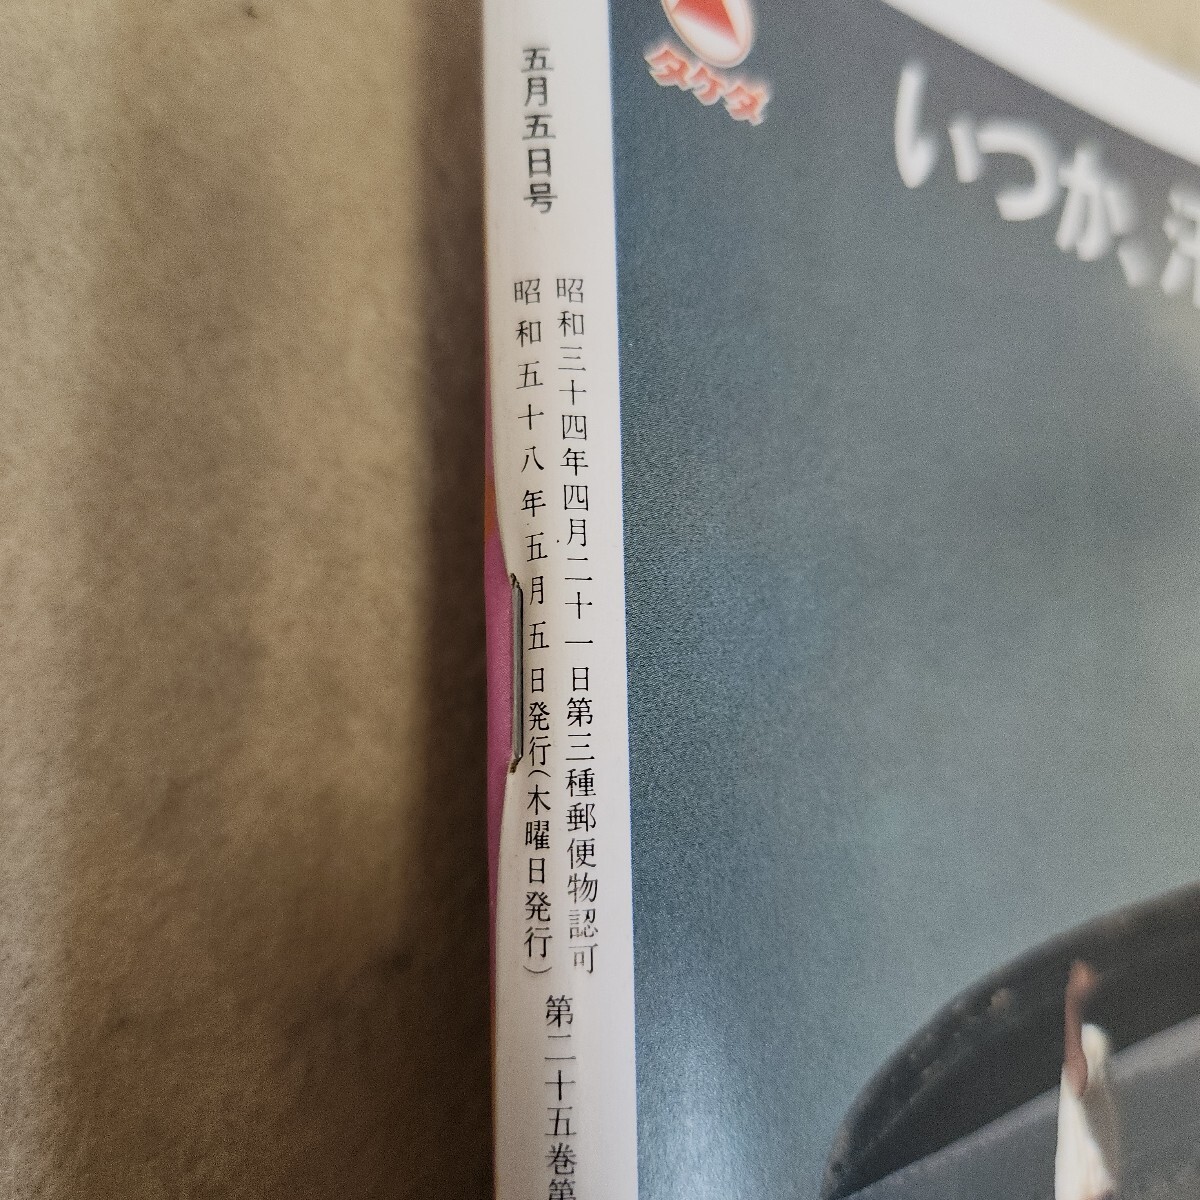 五月五日号
昭和三十四年四月二十一日第三種郵便物認可
昭和五十八年五月五日発行(木曜日発行)
第二十五巻第
タケダ
いつか、汗